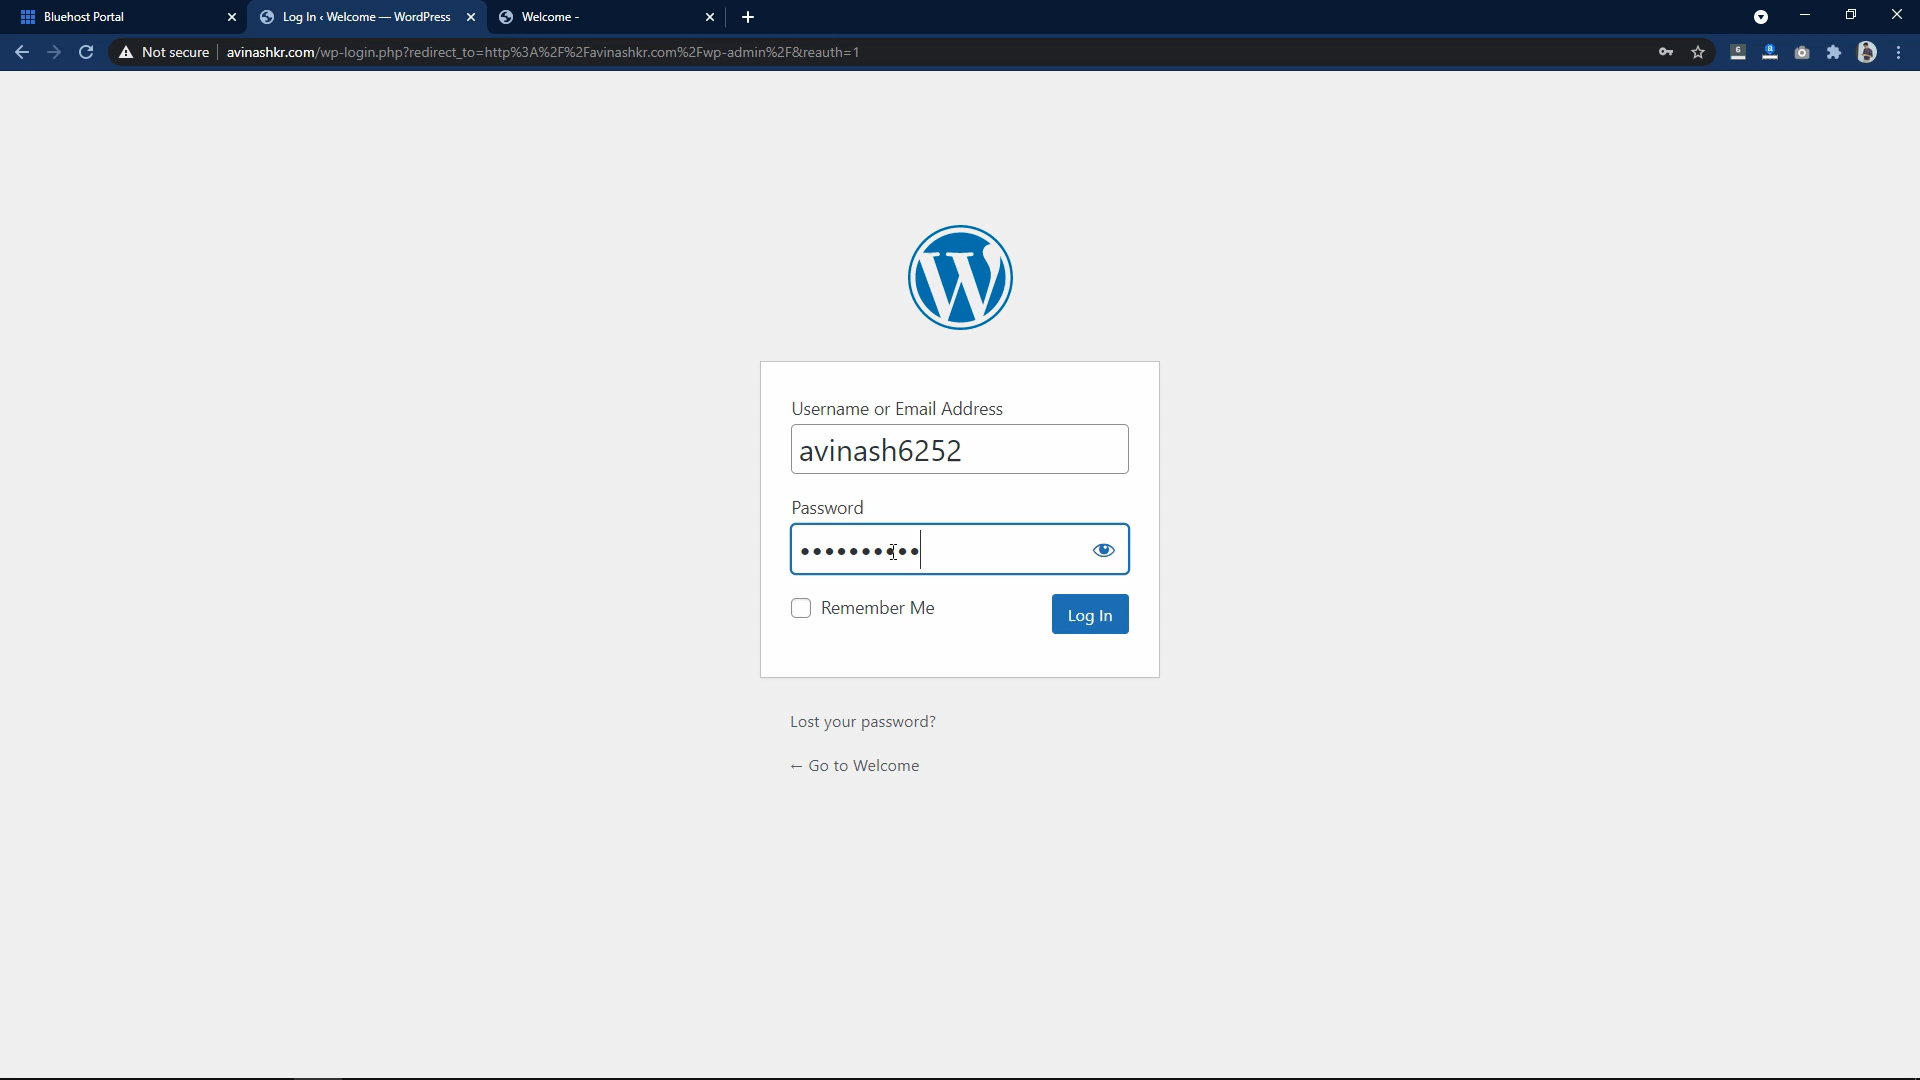 Bluehost Portal
Log In ‹ Welcome — WordPress
Welcome -
Not secure
avinashkr.com/wp-login.php?redirect_to=http%3A%2F%2Favinashkr.com%2Fwp-admin%2F&reauth=1
Username or Email Address
avinash6252
Password
••••••••••
Remember Me
Log In
Lost your password?
← Go to Welcome